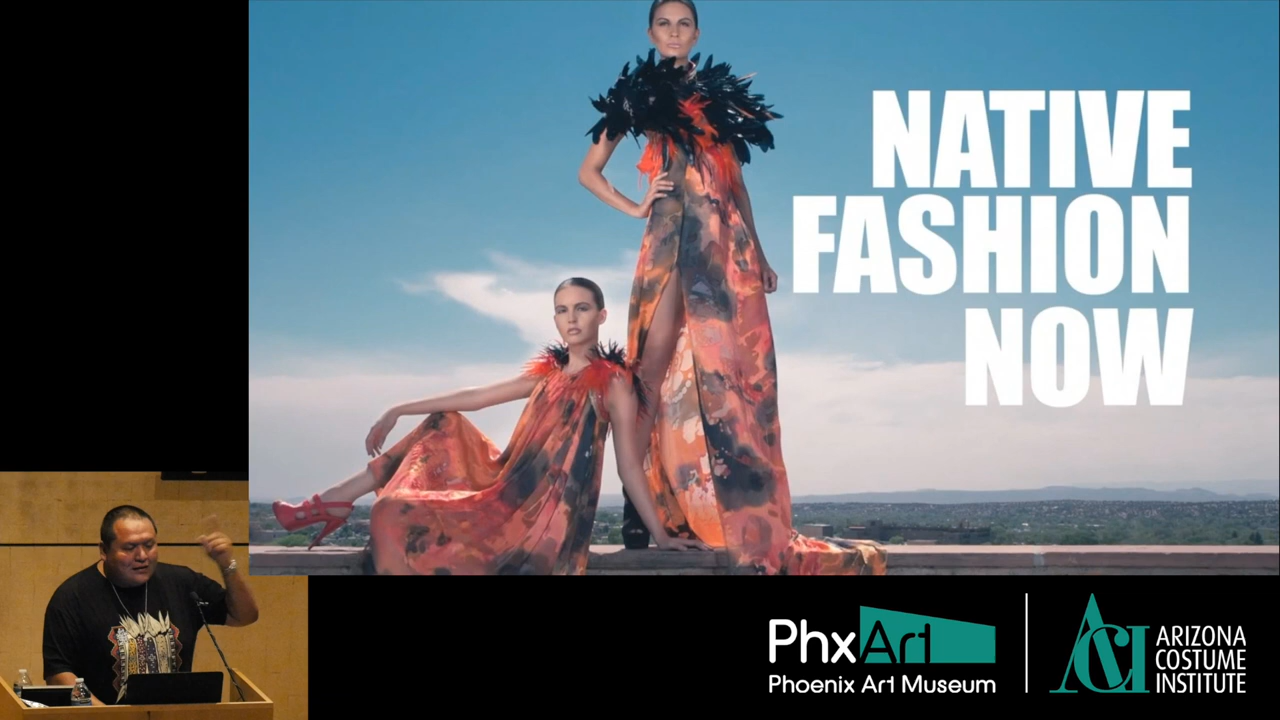 NATIVE
FASHION
NOW
PhxArt
Phoenix Art Museum
ACI
ARIZONA
COSTUME
INSTITUTE